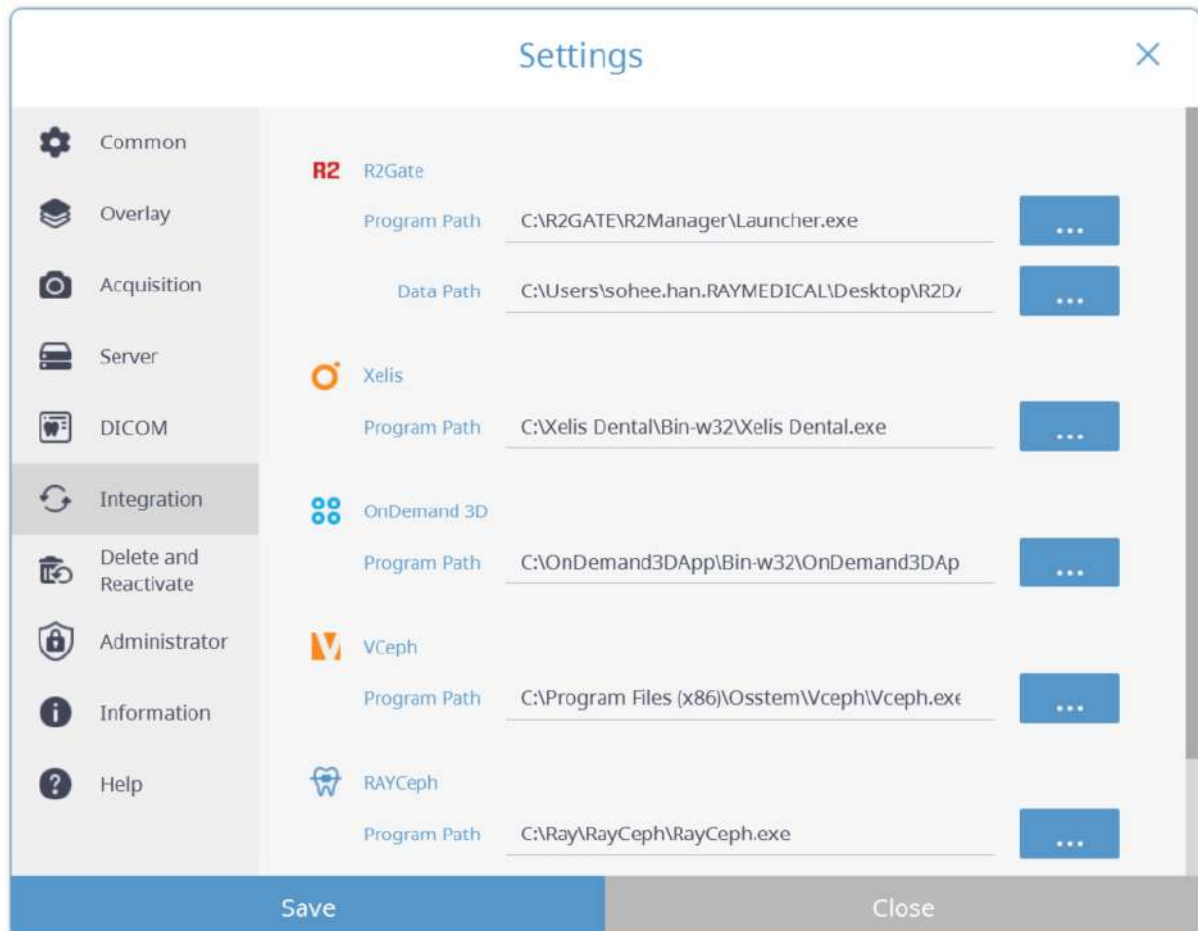 Settings
Common
Overlay
Acquisition
Server
DICOM
Integration
Delete and
Reactivate
Administrator
Information
Help
R2 R2Gate
Program Path C:\R2GATE\R2Manager\Launcher.exe ...
Data Path C:\Users\sohee.han.RAYMEDICAL\Desktop\R2D/ ...
Xelis
Program Path C:\Xelis Dental\Bin-w32\Xelis Dental.exe ...
OnDemand 3D
Program Path C:\OnDemand3DApp\Bin-w32\OnDemand3DAp ...
VCeph
Program Path C:\Program Files (x86)\Osstem\Vceph\Vceph.exe ...
RAYCeph
Program Path C:\Ray\RayCeph\RayCeph.exe ...
Save Close